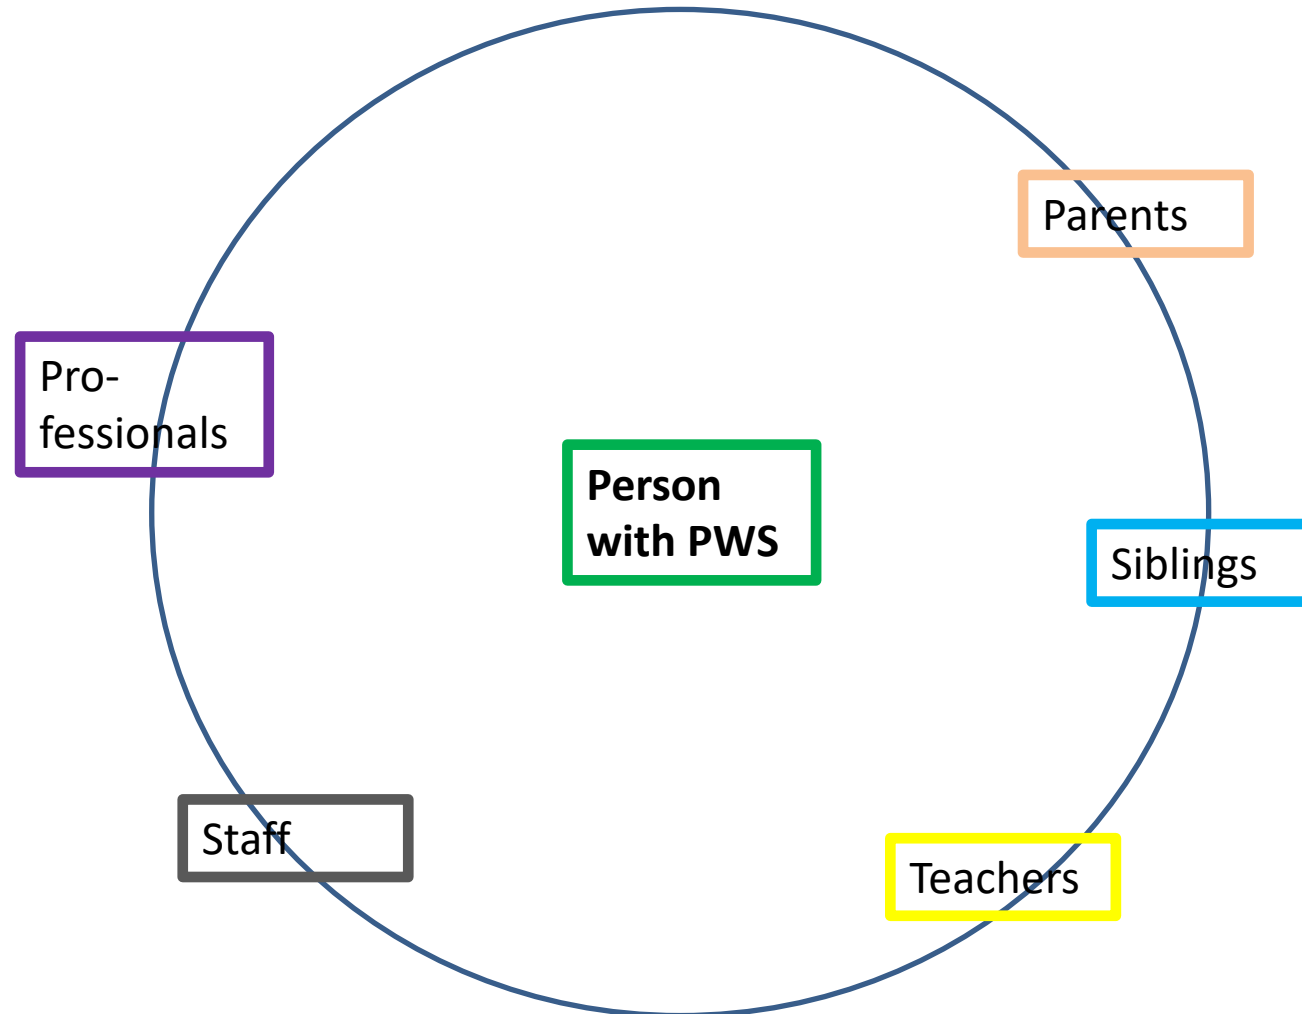 Parents
Pro-
fessionals
Person
with PWS
Siblings
Staff
Teachers